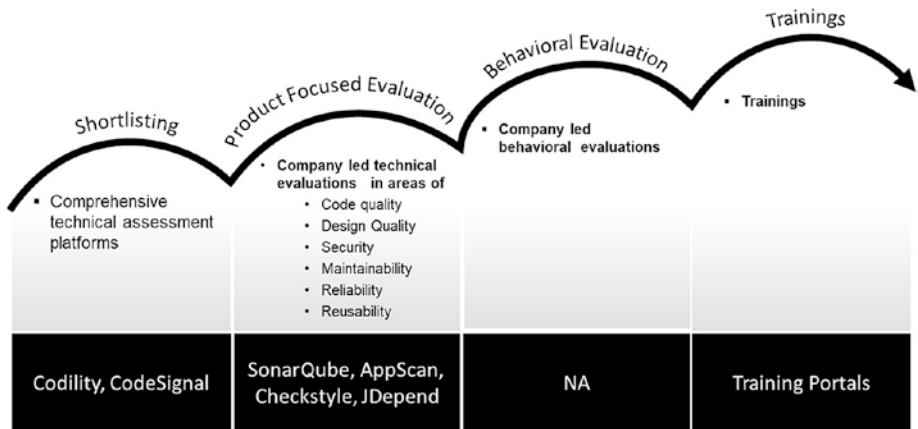 Shortlisting
Product Focused Evaluation
Behavioral Evaluation
Trainings
▪ Comprehensive
technical assessment
platforms
• Company led technical
evaluations in areas of
• Code quality
• Design Quality
• Security
• Maintainability
• Reliability
• Reusability
▪ Company led
behavioral evaluations
▪ Trainings
Codility, CodeSignal
SonarQube, AppScan,
Checkstyle, JDepend
NA
Training Portals